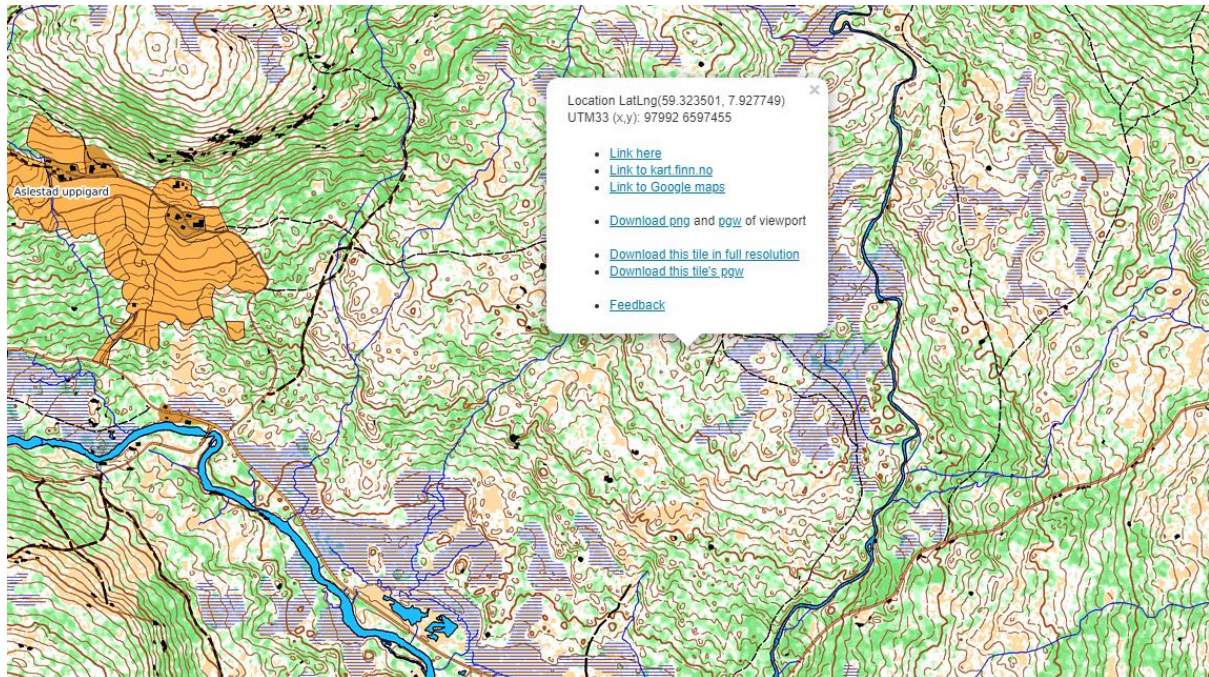 Aslestad uppigard
×
Location LatLng(59.323501, 7.927749)
UTM33 (x,y): 97992 6597455
• Link here
• Link to kart.finn.no
• Link to Google maps
• Download png and pgw of viewport
• Download this tile in full resolution
• Download this tile's pgw
• Feedback